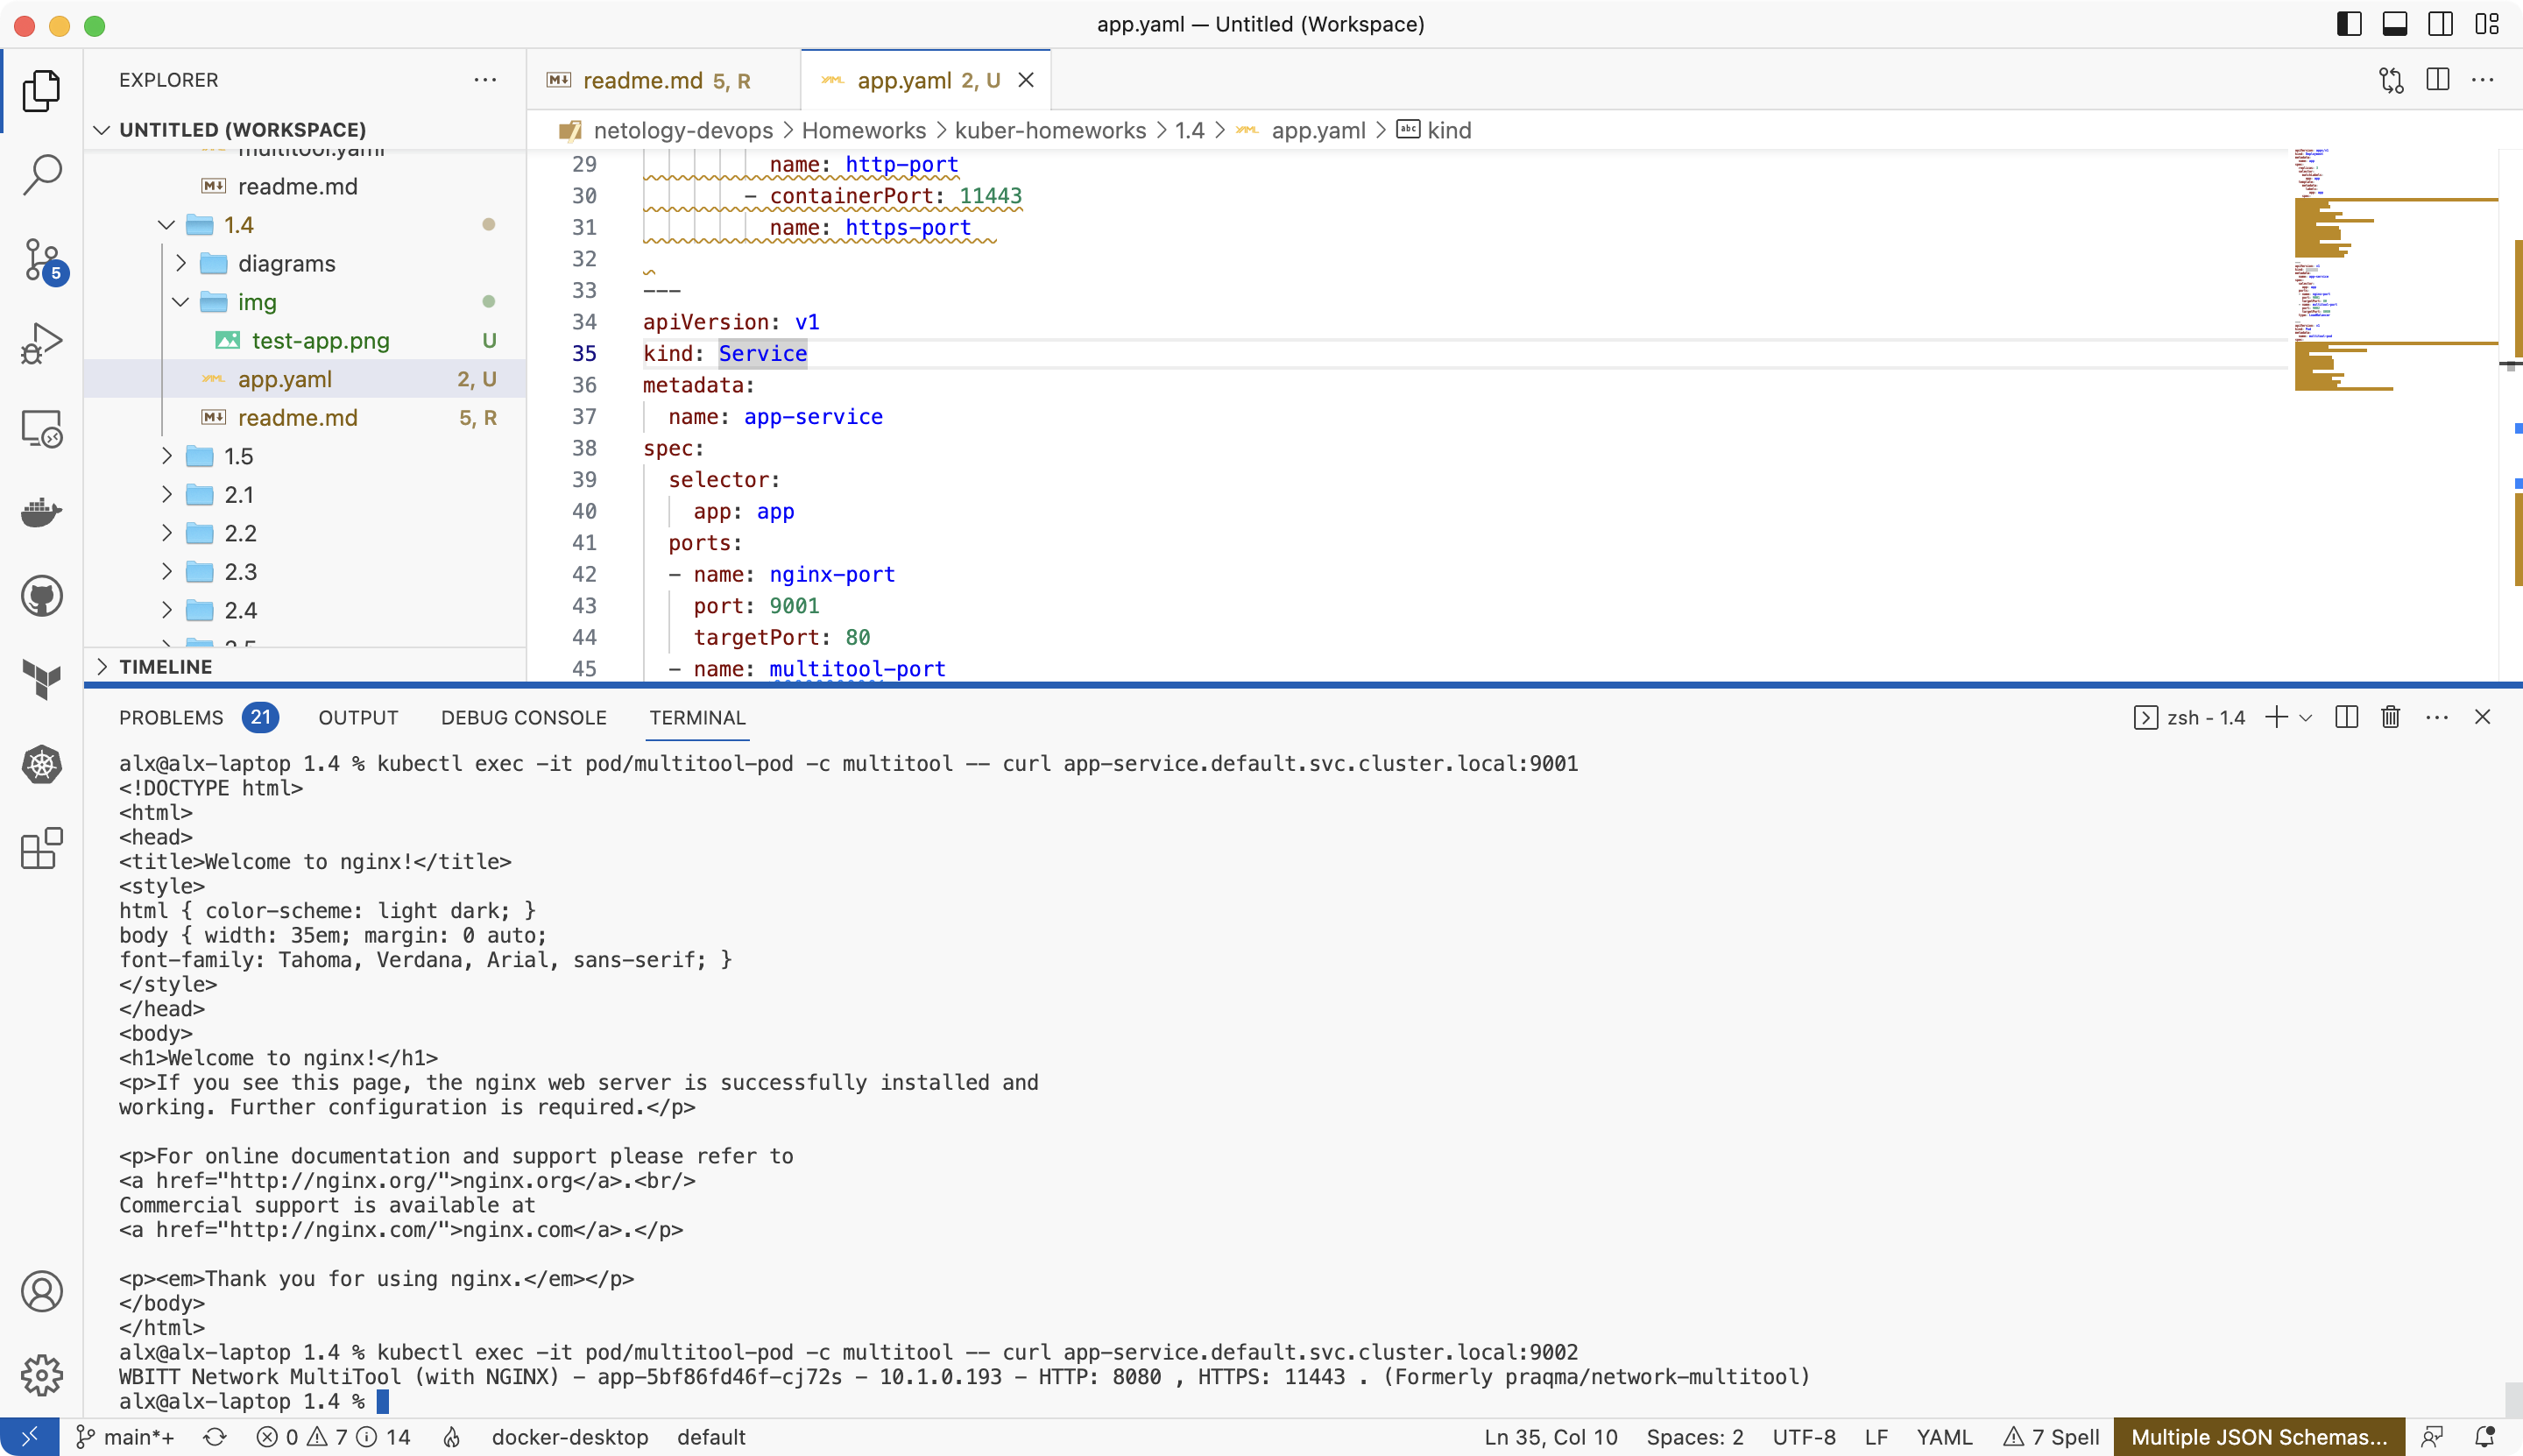 app.yaml — Untitled (Workspace)
EXPLORER
UNTITLED (WORKSPACE)
multitool.yaml
readme.md
1.4
diagrams
img
test-app.png U
app.yaml 2, U
readme.md 5, R
1.5
2.1
2.2
2.3
2.4
2.5
TIMELINE
5
readme.md 5, R
app.yaml 2, U
netology-devops > Homeworks > kuber-homeworks > 1.4 > app.yaml > abc kind
29 name: http-port
30 - containerPort: 11443
31 name: https-port
32
33 ---
34 apiVersion: v1
35 kind: Service
36 metadata:
37 name: app-service
38 spec:
39 selector:
40 app: app
41 ports:
42 - name: nginx-port
43 port: 9001
44 targetPort: 80
45 - name: multitool-port
PROBLEMS 21 OUTPUT DEBUG CONSOLE TERMINAL
zsh - 1.4
alx@alx-laptop 1.4 % kubectl exec -it pod/multitool-pod -c multitool -- curl app-service.default.svc.cluster.local:9001
<!DOCTYPE html>
<html>
<head>
<title>Welcome to nginx!</title>
<style>
html { color-scheme: light dark; }
body { width: 35em; margin: 0 auto;
font-family: Tahoma, Verdana, Arial, sans-serif; }
</style>
</head>
<body>
<h1>Welcome to nginx!</h1>
<p>If you see this page, the nginx web server is successfully installed and
working. Further configuration is required.</p>
<p>For online documentation and support please refer to
<a href="http://nginx.org/">nginx.org</a>.<br/>
Commercial support is available at
<a href="http://nginx.com/">nginx.com</a>.</p>
<p><em>Thank you for using nginx.</em></p>
</body>
</html>
alx@alx-laptop 1.4 % kubectl exec -it pod/multitool-pod -c multitool -- curl app-service.default.svc.cluster.local:9002
WBITT Network MultiTool (with NGINX) - app-5bf86fd46f-cj72s - 10.1.0.193 - HTTP: 8080 , HTTPS: 11443 . (Formerly praqma/network-multitool)
alx@alx-laptop 1.4 %
main*+ 0 7 14 docker-desktop default
Ln 35, Col 10 Spaces: 2 UTF-8 LF YAML 7 Spell Multiple JSON Schemas...